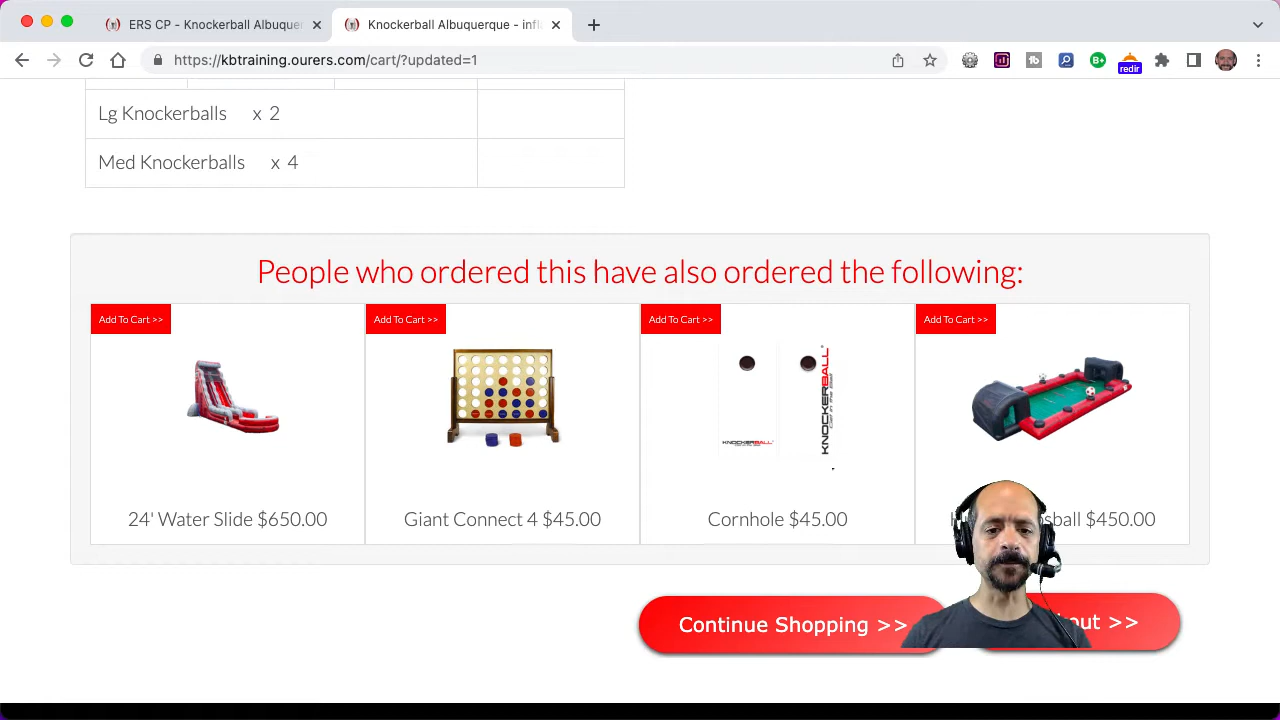 ERS CP - Knockerball Albuquer
Knockerball Albuquerque - infl
https://kbtraining.ourers.com/cart/?updated=1
redir
Lg Knockerballs x 2
Med Knockerballs x 4
People who ordered this have also ordered the following:
Add To Cart >>
Add To Cart >>
Add To Cart >>
Add To Cart >>
KNOCKERBALL
KNOCKERBALL
24' Water Slide $650.00
Giant Connect 4 $45.00
Cornhole $45.00
$450.00
Continue Shopping >>
>>